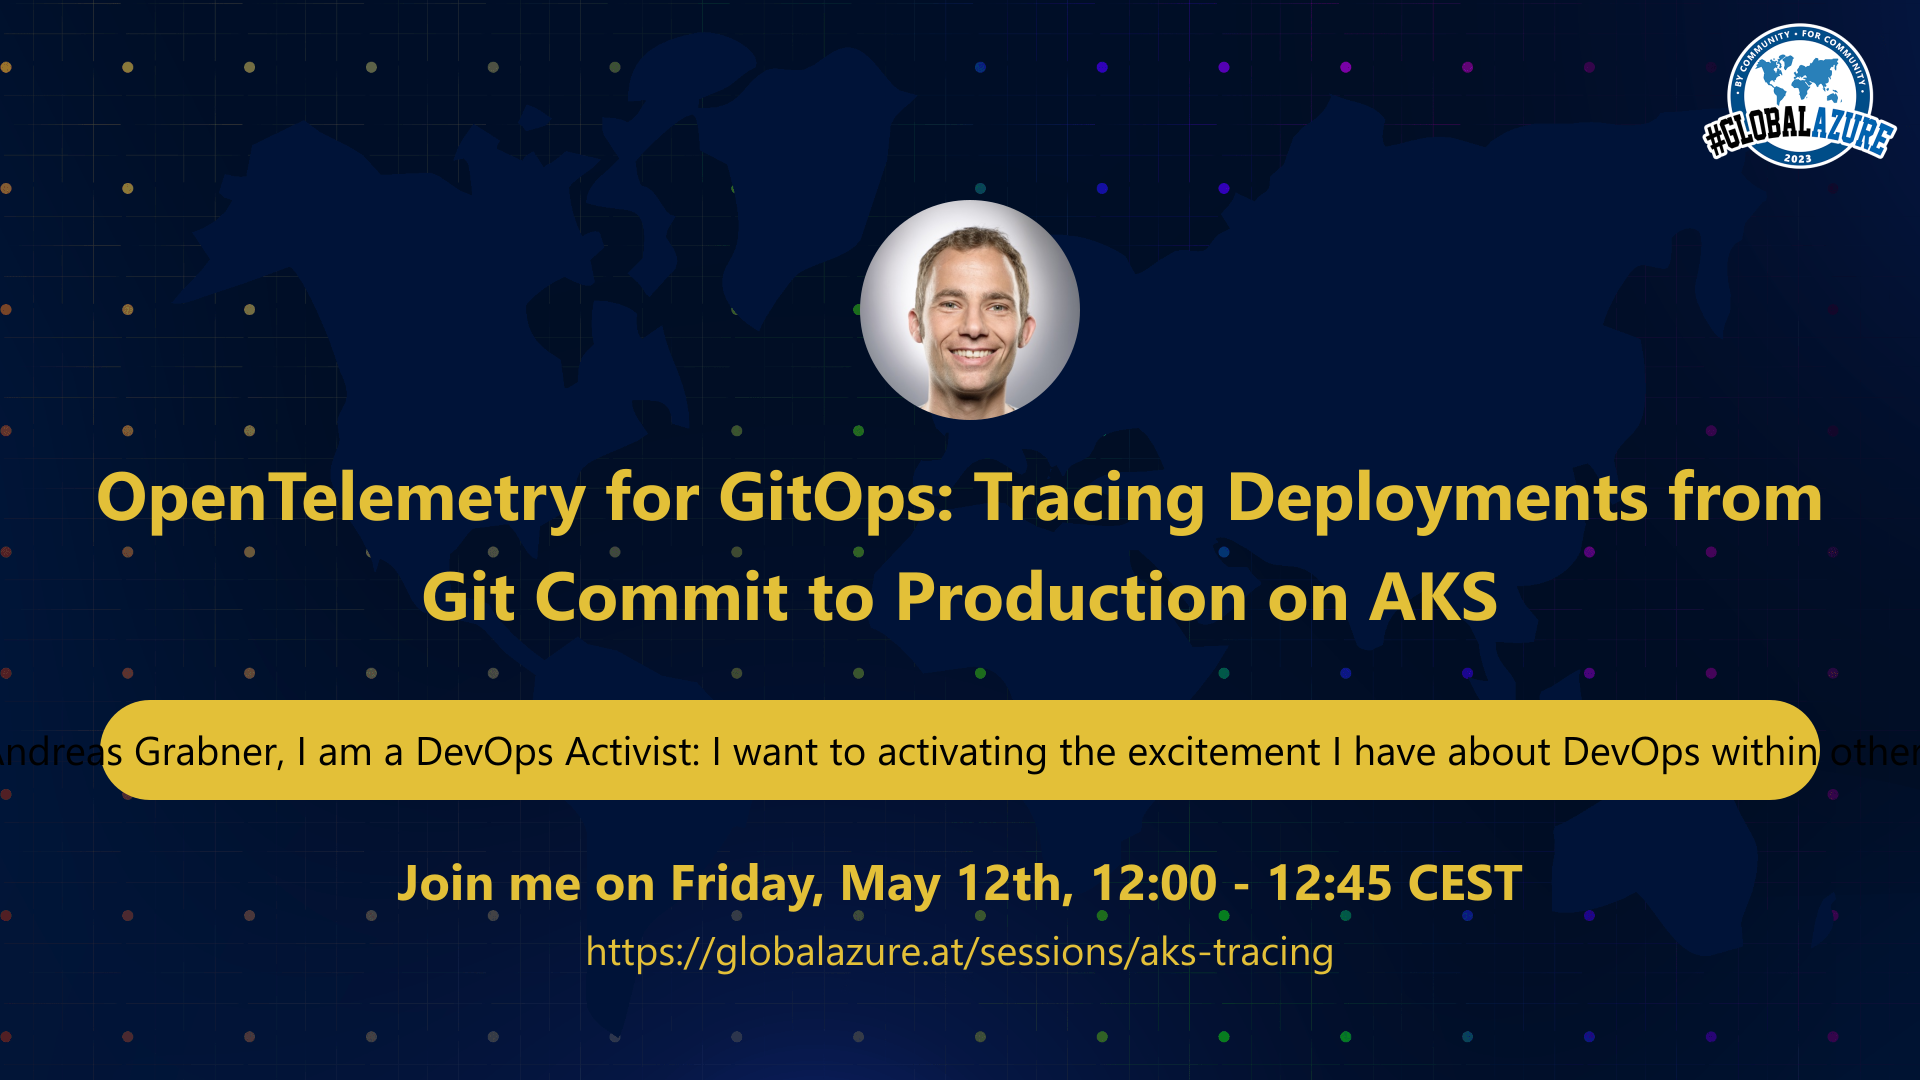 • BY COMMUNITY • FOR COMMUNITY •
#GLOBALAZURE
2023
OpenTelemetry for GitOps: Tracing Deployments from
Git Commit to Production on AKS
Grabner, I am a DevOps Activist: I want to activating the excitement I have about DevOps within
Join me on Friday, May 12th, 12:00 - 12:45 CEST
https://globalazure.at/sessions/aks-tracing